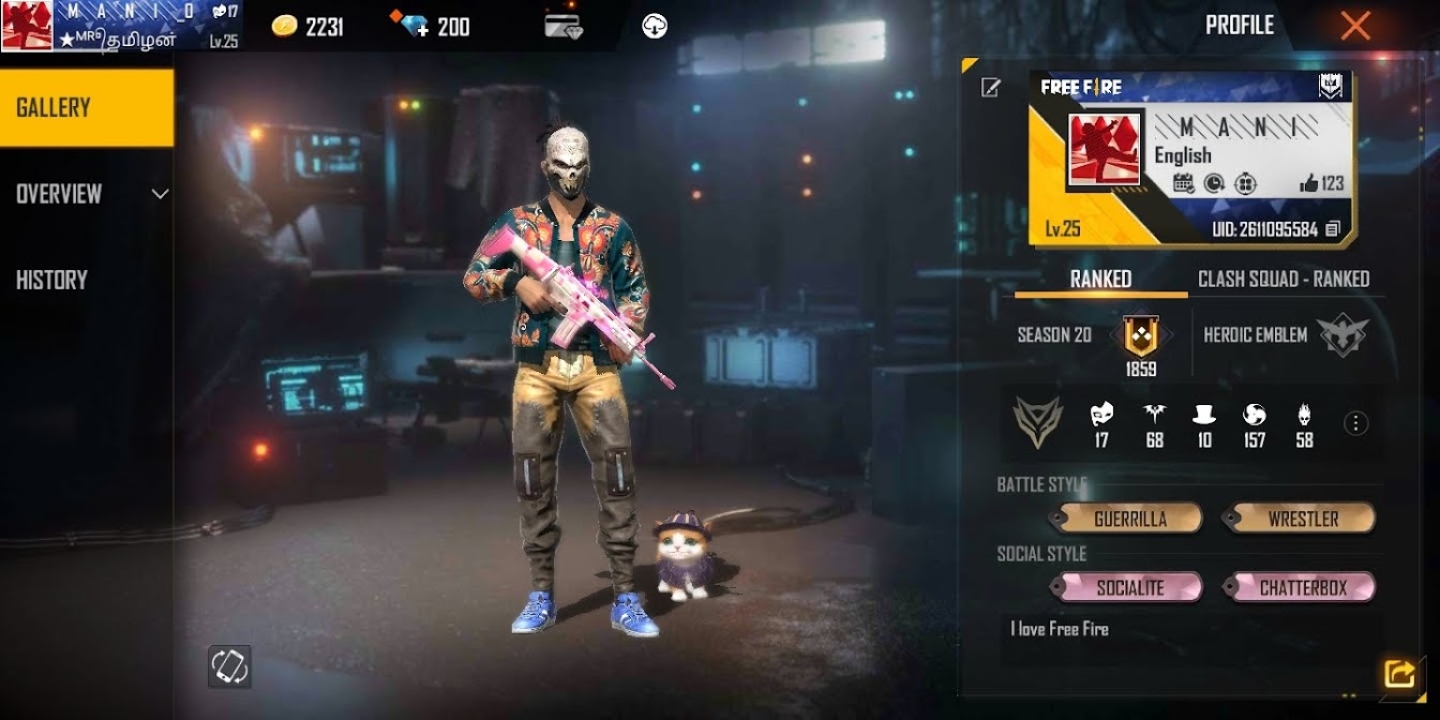 M A N I _ O 17
★ᴹᴿ°|தமிழன் Lv.25
2231
200
PROFILE
GALLERY
OVERVIEW
HISTORY
FREE FIRE
M A N I
English
123
Lv.25
UID: 2611095584
RANKED
CLASH SQUAD - RANKED
SEASON 20
1859
HEROIC EMBLEM
17 68 10 157 58
BATTLE STYLE
GUERRILLA WRESTLER
SOCIAL STYLE
SOCIALITE CHATTERBOX
I love Free Fire